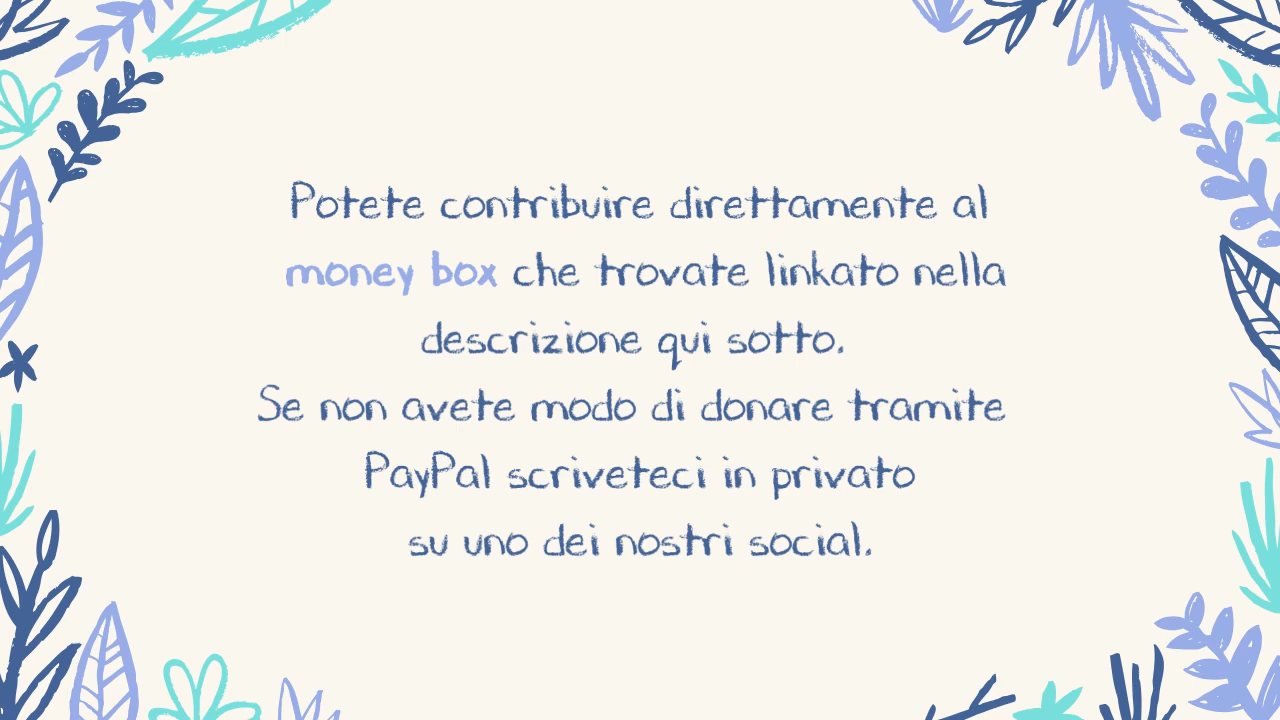 Potete contribuire direttamente al
money box che trovate linkato nella
descrizione qui sotto.
Se non avete modo di donare tramite
PayPal scriveteci in privato
su uno dei nostri social.